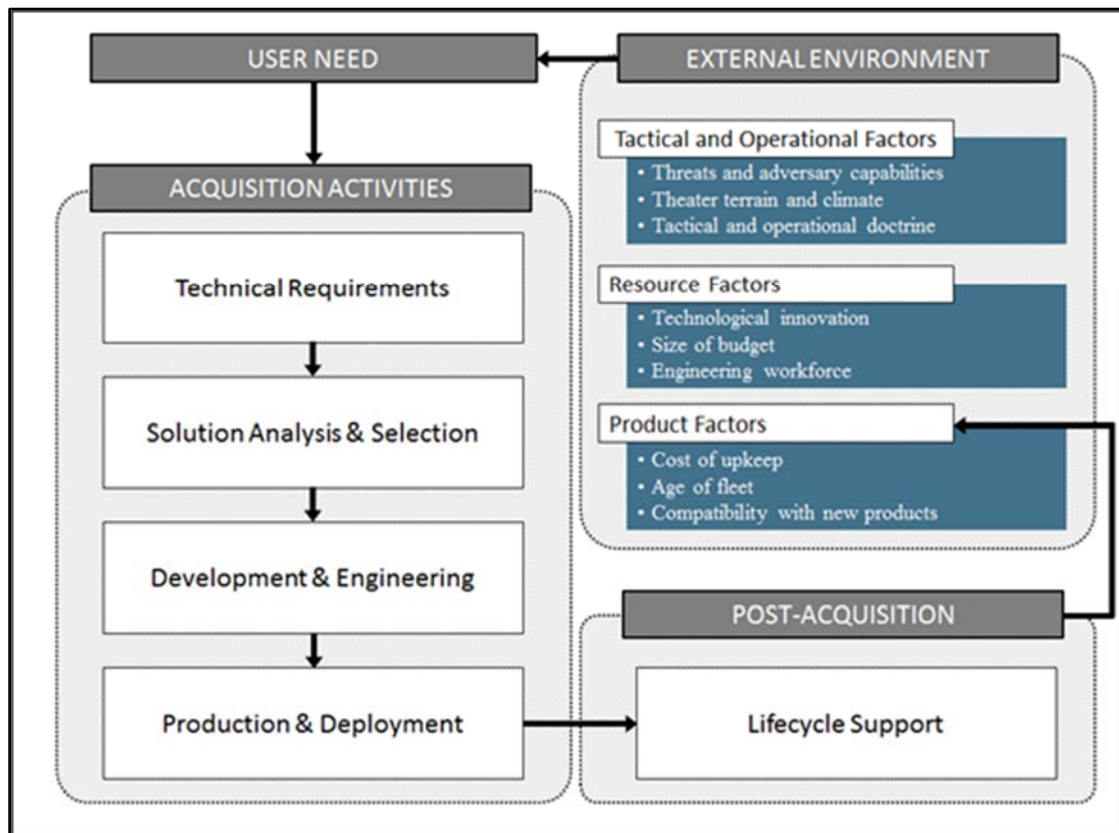 USER NEED
ACQUISITION ACTIVITIES
Technical Requirements
Solution Analysis & Selection
Development & Engineering
Production & Deployment
EXTERNAL ENVIRONMENT
Tactical and Operational Factors
• Threats and adversary capabilities
• Theater terrain and climate
• Tactical and operational doctrine
Resource Factors
• Technological innovation
• Size of budget
• Engineering workforce
Product Factors
• Cost of upkeep
• Age of fleet
• Compatibility with new products
POST-ACQUISITION
Lifecycle Support